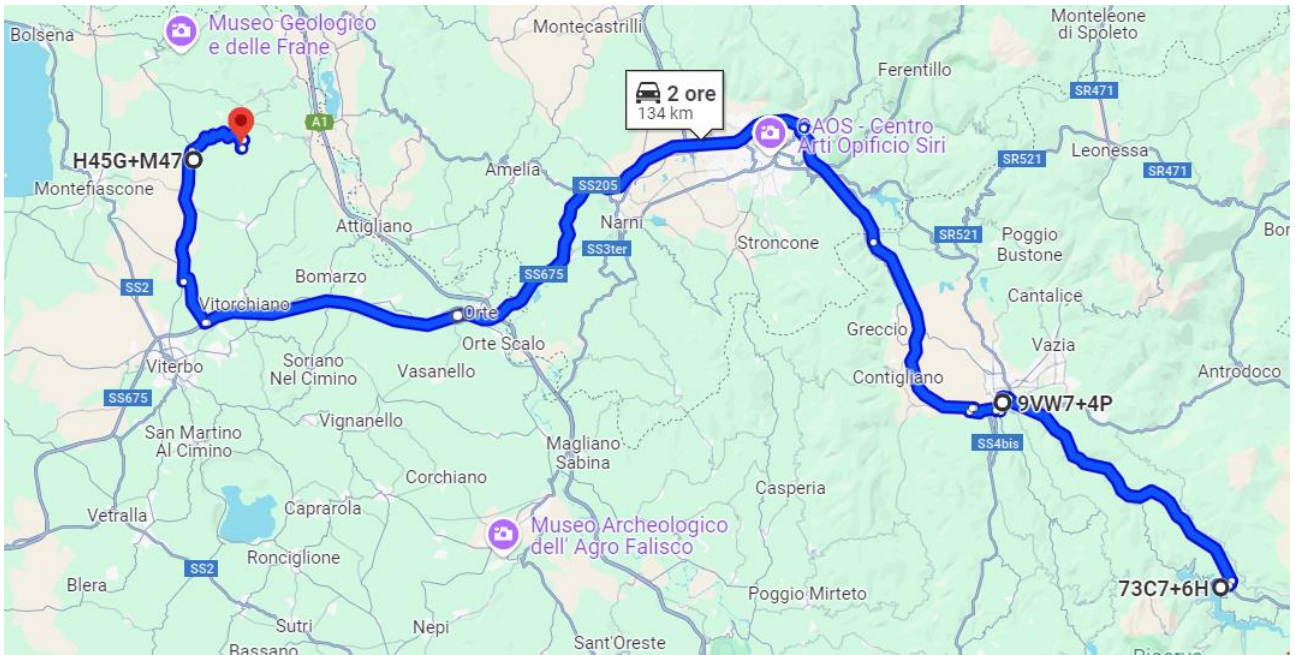 Bolsena
Museo Geologico
e delle Frane
Montecastrilli
Monteleone
di Spoleto
Ferentillo
SR471
2 ore
134 km
A1
CAOS - Centro
Arti Opificio Siri
H45G+M47
SR521
Leonessa
SR471
Montefiascone
Amelia
SS205
Narni
Attigliano
SS3ter
Stroncone
SR521
Poggio
Bustone
Bor
SS675
Bomarzo
SS2
Cantalice
Vitorchiano
Orte
Greccio
Orte Scalo
Vazia
Viterbo
Soriano
Nel Cimino
Vasanello
Contigliano
Antrodoco
SS675
9VW7+4P
Vignanello
San Martino
Al Cimino
SS4bis
Magliano
Sabina
Corchiano
Casperia
Vetralla
Caprarola
Museo Archeologico
dell' Agro Falisco
Ronciglione
SS2
Blera
73C7+6H
Poggio Mirteto
Sutri
Nepi
Sant'Oreste
Bassano
Riserva